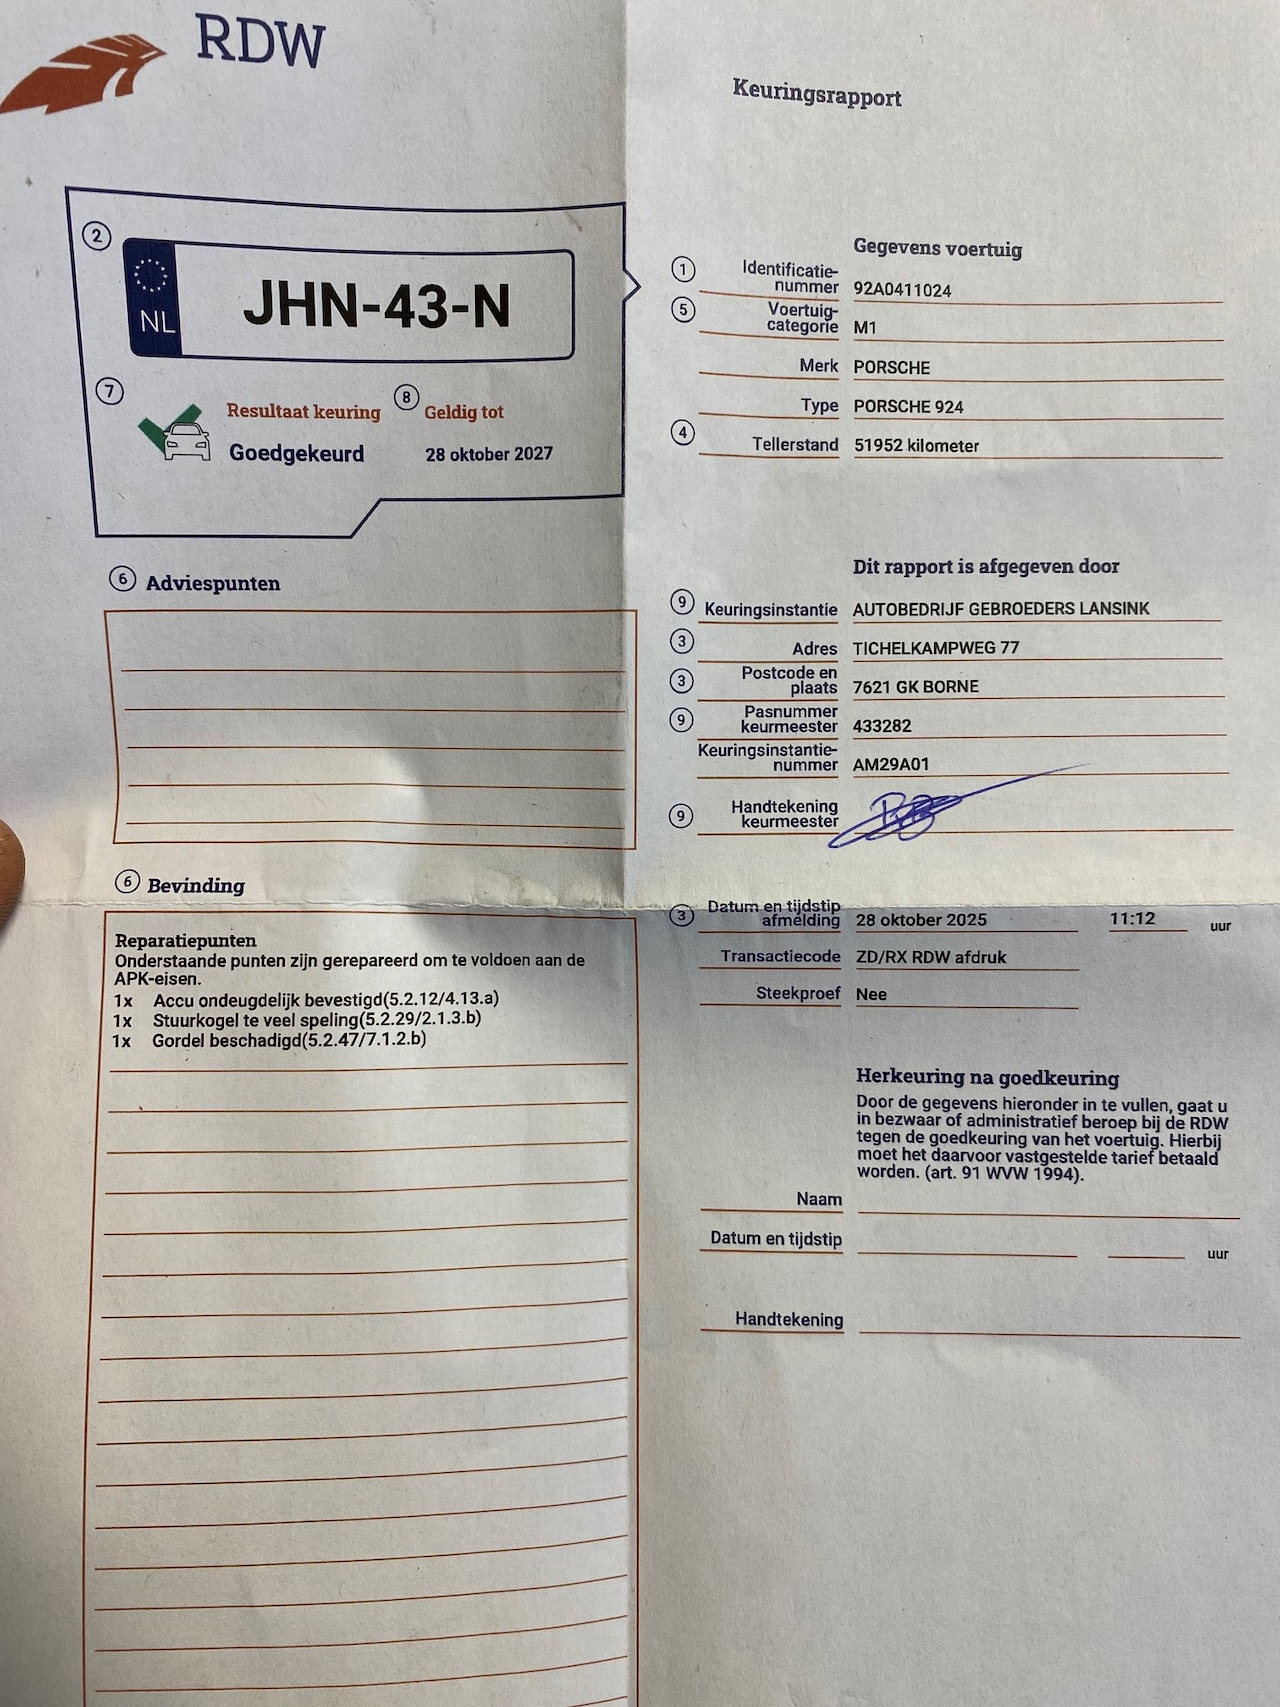 RDW
Keuringsrapport
2
NL
JHN-43-N
7
Resultaat keuring
Goedgekeurd
8
Geldig tot
28 oktober 2027
Gegevens voertuig
1
Identificatie-
nummer 92A0411024
5
Voertuig-
categorie M1
Merk PORSCHE
Type PORSCHE 924
4
Tellerstand 51952 kilometer
6 Adviespunten
Dit rapport is afgegeven door
9 Keuringsinstantie AUTOBEDRIJF GEBROEDERS LANSINK
3 Adres TICHELKAMPWEG 77
3 Postcode en
plaats 7621 GK BORNE
9 Pasnummer
keurmeester 433282
Keuringsinstantie-
nummer AM29A01
9 Handtekening
keurmeester
6 Bevinding
Reparatiepunten
Onderstaande punten zijn gerepareerd om te voldoen aan de
APK-eisen.
1x Accu ondeugdelijk bevestigd(5.2.12/4.13.a)
1x Stuurkogel te veel speling(5.2.29/2.1.3.b)
1x Gordel beschadigd(5.2.47/7.1.2.b)
3 Datum en tijdstip
afmelding 28 oktober 2025 11:12 uur
Transactiecode ZD/RX RDW afdruk
Steekproef Nee
Herkeuring na goedkeuring
Door de gegevens hieronder in te vullen, gaat u
in bezwaar of administratief beroep bij de RDW
tegen de goedkeuring van het voertuig. Hierbij
moet het daarvoor vastgestelde tarief betaald
worden. (art. 91 WVW 1994).
Naam
Datum en tijdstip uur
Handtekening